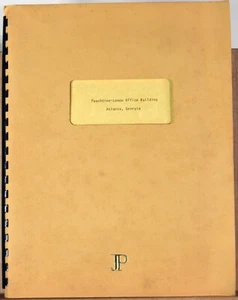 Peachtree-Lenox Office Building
Atlanta, Georgia
JP